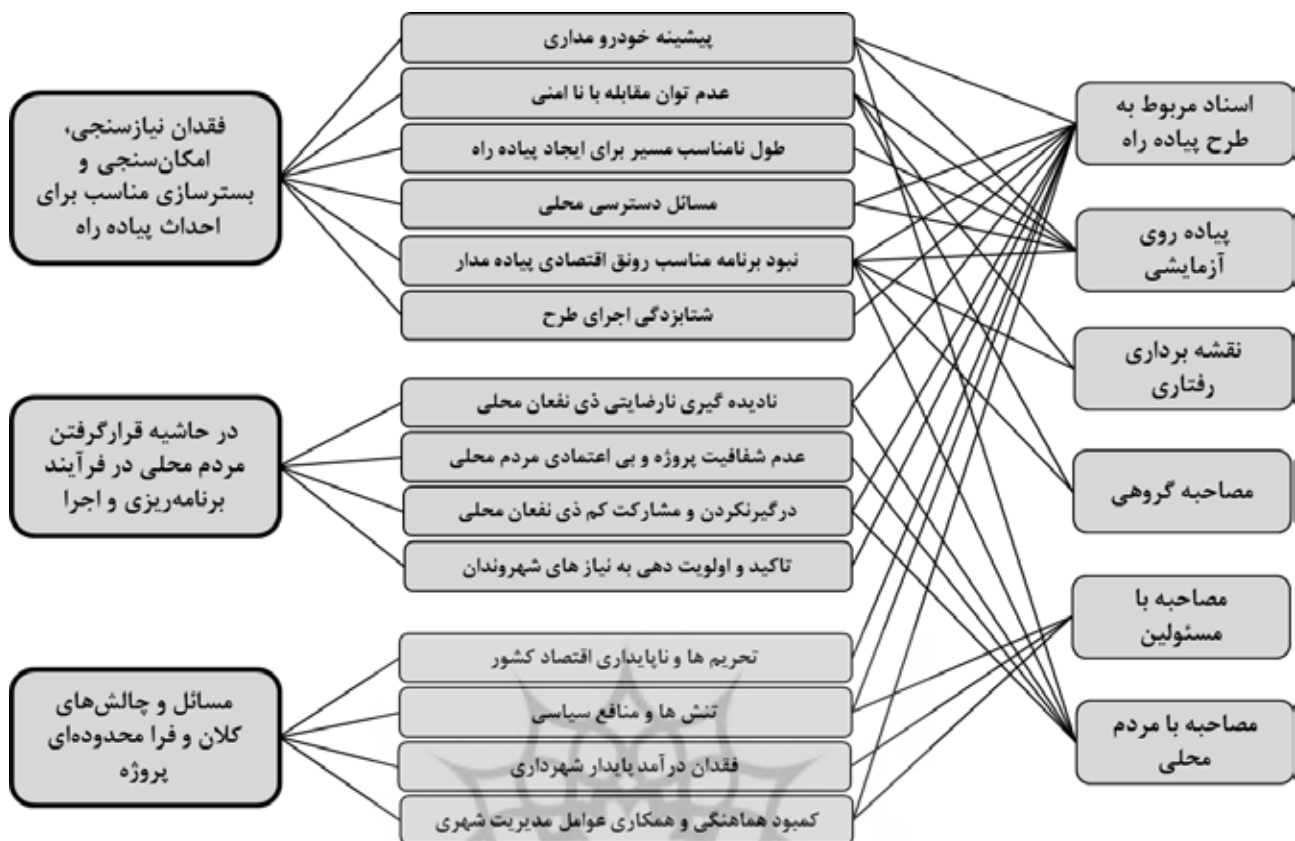 اسناد مربوط به
طرح پیاده راه
پیاده روی
آزمایشی
نقشه برداری
رفتاری
مصاحبه گروهی
مصاحبه با
مسئولین
مصاحبه با مردم
محلی
پیشینه خودرو مداری
عدم توان مقابله با نا امنی
طول نامناسب مسیر برای ایجاد پیاده راه
مسائل دسترسی محلی
نبود برنامه مناسب رونق اقتصادی پیاده مدار
شتابزدگی اجرای طرح
نادیده گیری نارضایتی ذی نفعان محلی
عدم شفافیت پروژه و بی اعتمادی مردم محلی
درگیرنکردن و مشارکت کم ذی نفعان محلی
تاکید و اولویت دهی به نیاز های شهروندان
تحریم ها و ناپایداری اقتصاد کشور
تنش ها و منافع سیاسی
فقدان درآمد پایدار شهرداری
کمبود هماهنگی و همکاری عوامل مدیریت شهری
فقدان نیازسنجی،
امکان‌سنجی و
بسترسازی مناسب برای
احداث پیاده راه
در حاشیه قرارگرفتن
مردم محلی در فرآیند
برنامه‌ریزی و اجرا
مسائل و چالش‌های
کلان و فرا محدوده‌ای
پروژه